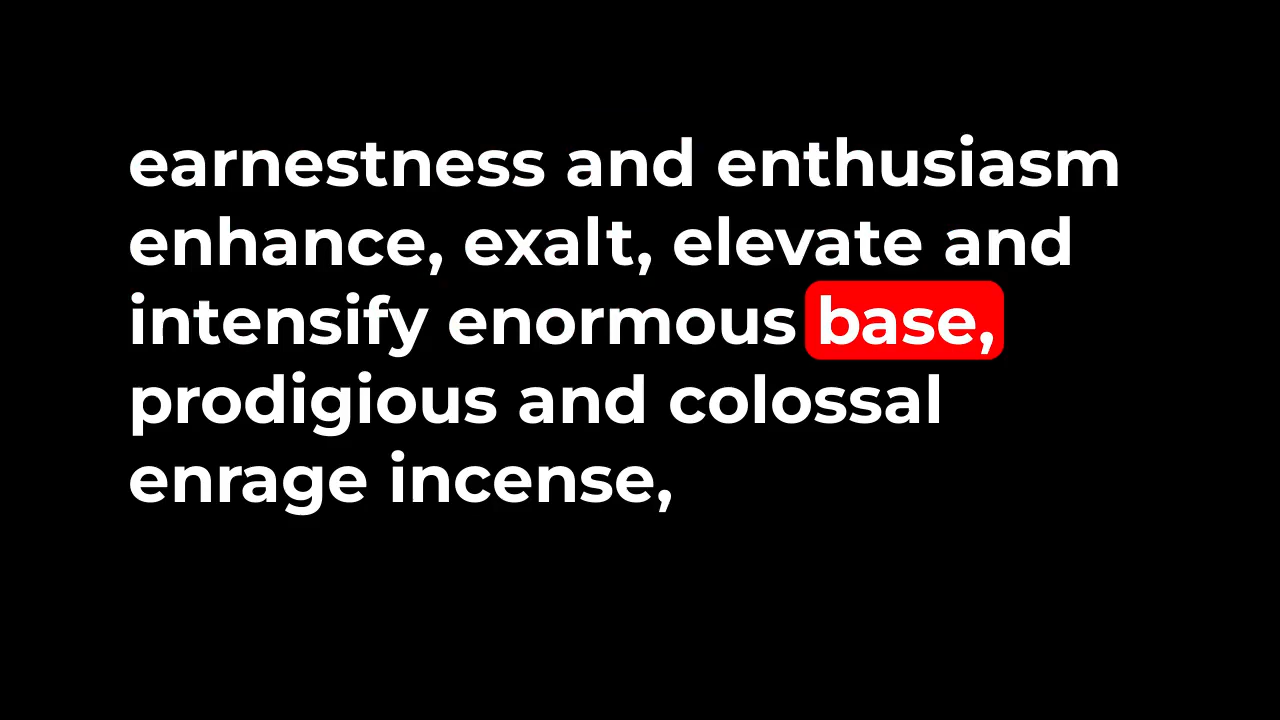 earnestness and enthusiasm
enhance, exalt, elevate and
intensify enormous base,
prodigious and colossal
enrage incense,